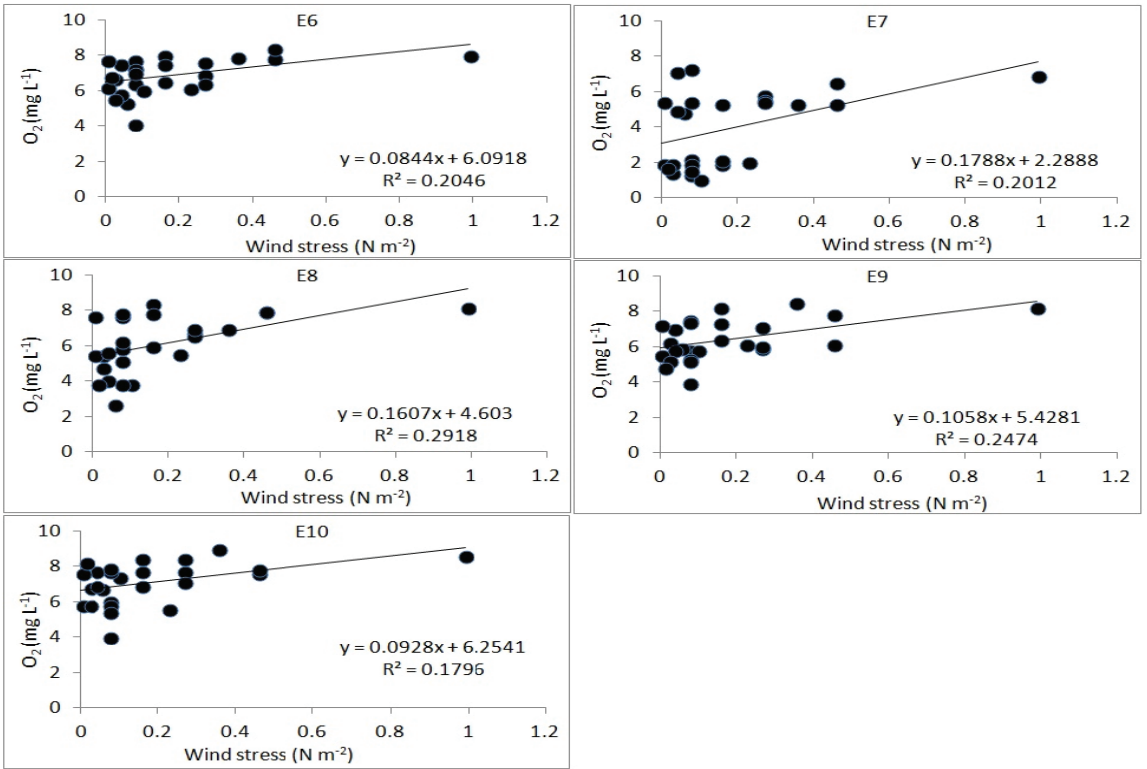 E6
10
8
6
4
2
0
O₂ (mg L⁻¹)
y = 0.0844x + 6.0918
R² = 0.2046
0 0.2 0.4 0.6 0.8 1 1.2
Wind stress (N m⁻²)
E7
10
8
6
4
2
0
O₂ (mg L⁻¹)
y = 0.1788x + 2.2888
R² = 0.2012
0 0.2 0.4 0.6 0.8 1 1.2
Wind stress (N m⁻²)
E8
10
8
6
4
2
0
O₂ (mg L⁻¹)
y = 0.1607x + 4.603
R² = 0.2918
0 0.2 0.4 0.6 0.8 1 1.2
Wind stress (N m⁻²)
E9
10
8
6
4
2
0
O₂ (mg L⁻¹)
y = 0.1058x + 5.4281
R² = 0.2474
0 0.2 0.4 0.6 0.8 1 1.2
Wind stress (N m⁻²)
E10
10
8
6
4
2
0
O₂ (mg L⁻¹)
y = 0.0928x + 6.2541
R² = 0.1796
0 0.2 0.4 0.6 0.8 1 1.2
Wind stress (N m⁻²)